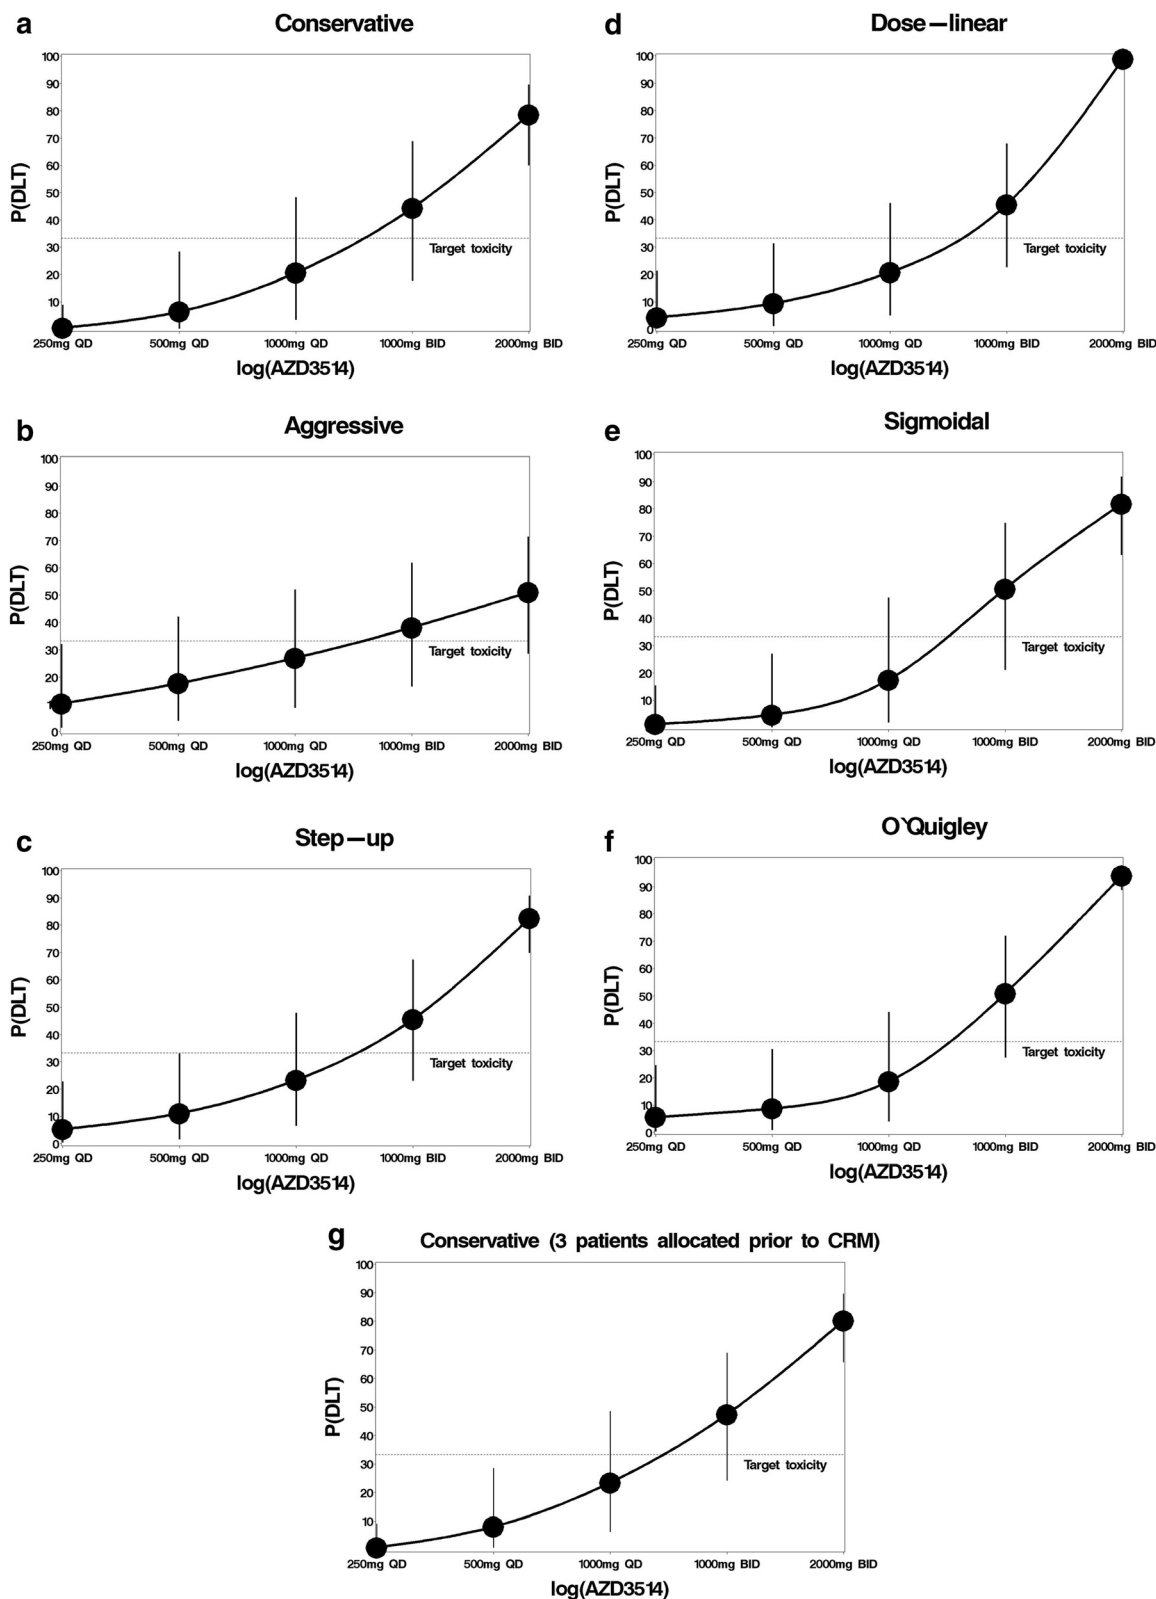 a
Conservative
100
90
80
70
60
50
40
30
20
10
0
P(DLT)
Target toxicity
250mg QD 500mg QD 1000mg QD 1000mg BID 2000mg BID
log(AZD3514)
d
Dose—linear
100
90
80
70
60
50
40
30
20
10
0
P(DLT)
Target toxicity
250mg QD 500mg QD 1000mg QD 1000mg BID 2000mg BID
log(AZD3514)
b
Aggressive
100
90
80
70
60
50
40
30
20
0
P(DLT)
Target toxicity
250mg QD 500mg QD 1000mg QD 1000mg BID 2000mg BID
log(AZD3514)
e
Sigmoidal
100
90
80
70
60
50
40
30
20
10
P(DLT)
Target toxicity
250mg QD 500mg QD 1000mg QD 1000mg BID 2000mg BID
log(AZD3514)
c
Step—up
100
90
80
70
60
50
40
30
20
10
0
P(DLT)
Target toxicity
250mg QD 500mg QD 1000mg QD 1000mg BID 2000mg BID
log(AZD3514)
f
O`Quigley
100
90
80
70
60
50
40
30
20
10
0
P(DLT)
Target toxicity
250mg QD 500mg QD 1000mg QD 1000mg BID 2000mg BID
log(AZD3514)
g
Conservative (3 patients allocated prior to CRM)
100
90
80
70
60
50
40
30
20
10
P(DLT)
Target toxicity
250mg QD 500mg QD 1000mg QD 1000mg BID 2000mg BID
log(AZD3514)